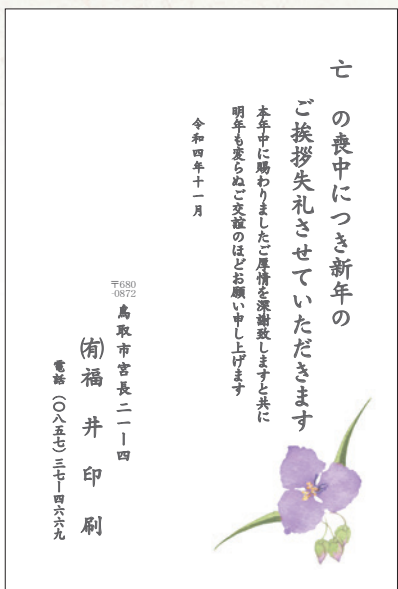 亡　の喪中につき新年の
ご挨拶失礼させていただきます
本年中に賜わりましたご厚情を深謝致しますと共に
明年も変らぬご交誼のほどお願い申し上げます
令和四年十一月
〒680-0872
鳥取市宮長二一ー四
㈲福井印刷
電話（〇八五七）三七ー四六六九